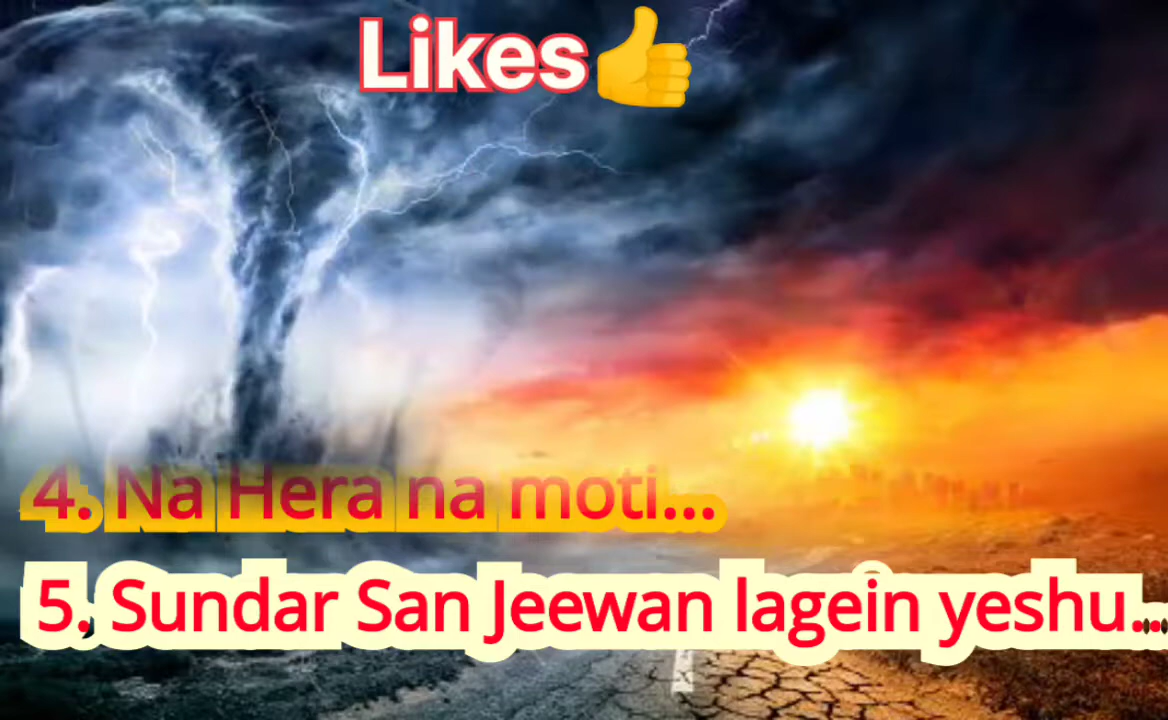 Likes👍
4. Na Hera na moti...
5. Sundar San Jeewan lagein yeshu...